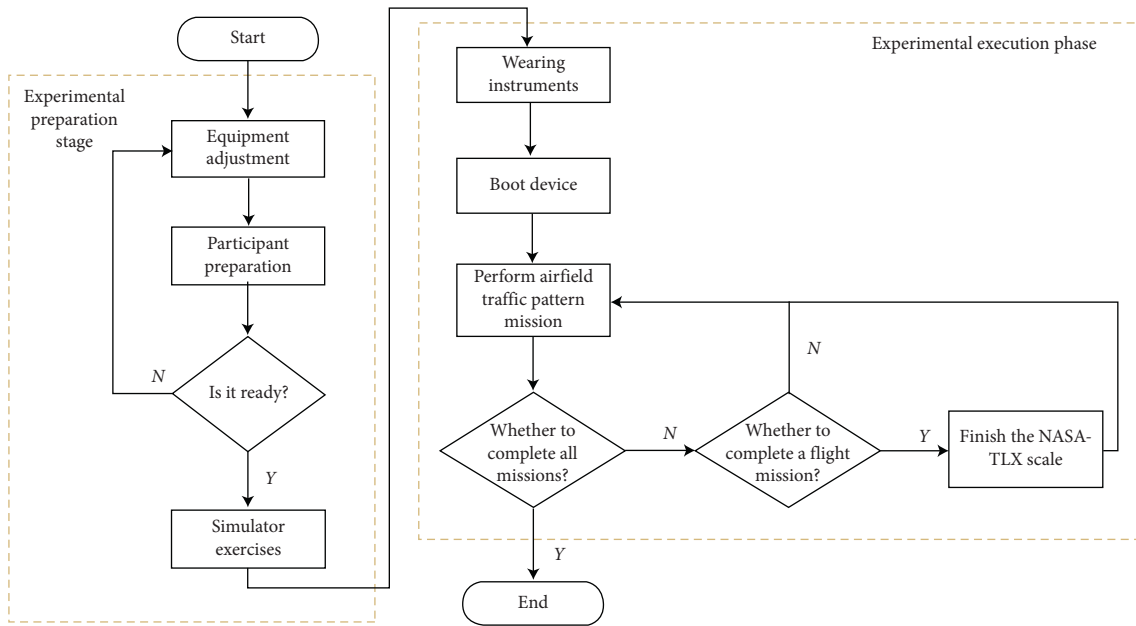 Start
Experimental
preparation
stage
Equipment
adjustment
Participant
preparation
Is it ready?
N
Y
Simulator
exercises
Experimental execution phase
Wearing
instruments
Boot device
Perform airfield
traffic pattern
mission
Whether to
complete all
missions?
N
Y
Whether to
complete a flight
mission?
N
Y
Finish the NASA-
TLX scale
End